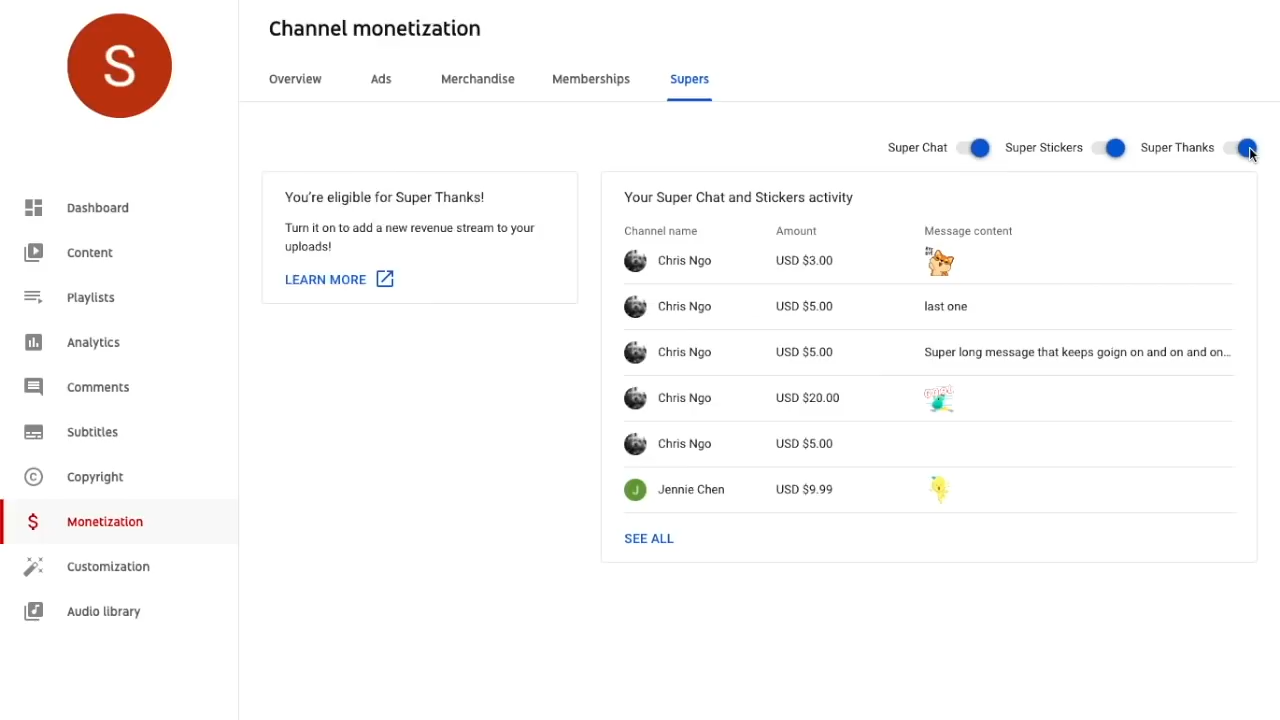 S
Channel monetization
Overview Ads Merchandise Memberships Supers
Super Chat Super Stickers Super Thanks
Dashboard
Content
Playlists
Analytics
Comments
Subtitles
Copyright
Monetization
Customization
Audio library
You're eligible for Super Thanks!
Turn it on to add a new revenue stream to your
uploads!
LEARN MORE
Your Super Chat and Stickers activity
Channel name Amount Message content
Chris Ngo USD $3.00
Chris Ngo USD $5.00 last one
Chris Ngo USD $5.00 Super long message that keeps goign on and on and on...
Chris Ngo USD $20.00
Chris Ngo USD $5.00
J Jennie Chen USD $9.99
SEE ALL